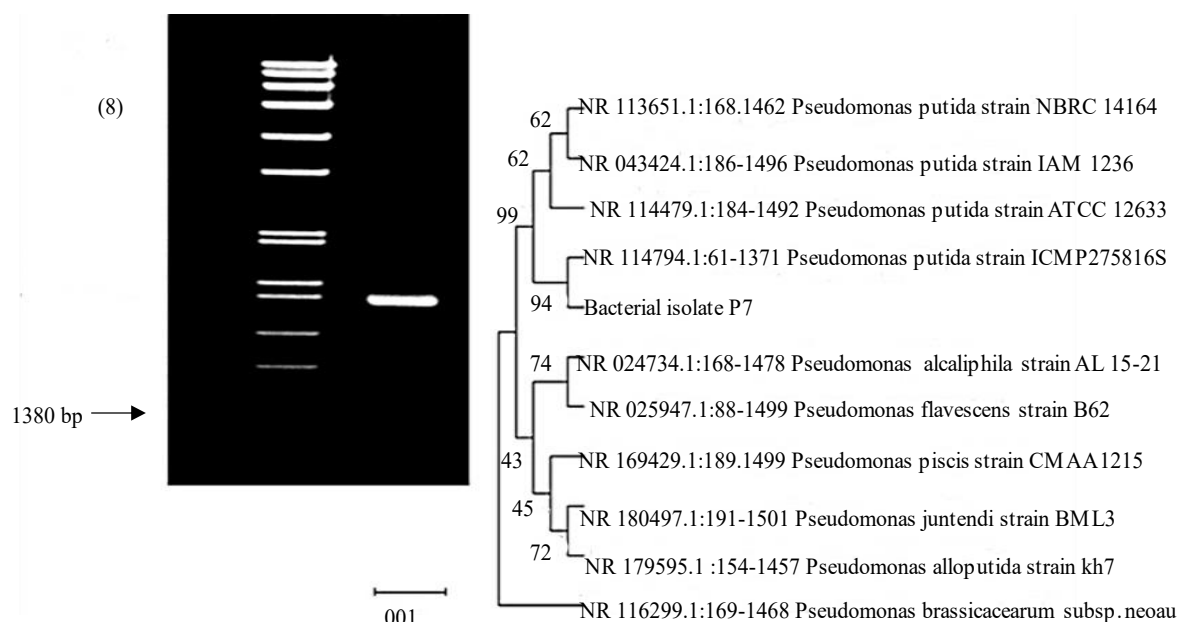 (8)
1380 bp
62
62
99
94
74
43
45
72
NR 113651.1:168.1462 Pseudomonas putida strain NBRC 14164
NR 043424.1:186-1496 Pseudomonas putida strain IAM 1236
NR 114479.1:184-1492 Pseudomonas putida strain ATCC 12633
NR 114794.1:61-1371 Pseudomonas putida strain ICMP275816S
Bacterial isolate P7
NR 024734.1:168-1478 Pseudomonas alcaliphila strain AL 15-21
NR 025947.1:88-1499 Pseudomonas flavescens strain B62
NR 169429.1:189.1499 Pseudomonas piscis strain CMAA1215
NR 180497.1:191-1501 Pseudomonas juntendi strain BML3
NR 179595.1 :154-1457 Pseudomonas alloputida strain kh7
NR 116299.1:169-1468 Pseudomonas brassicacearum subsp.neoau
001